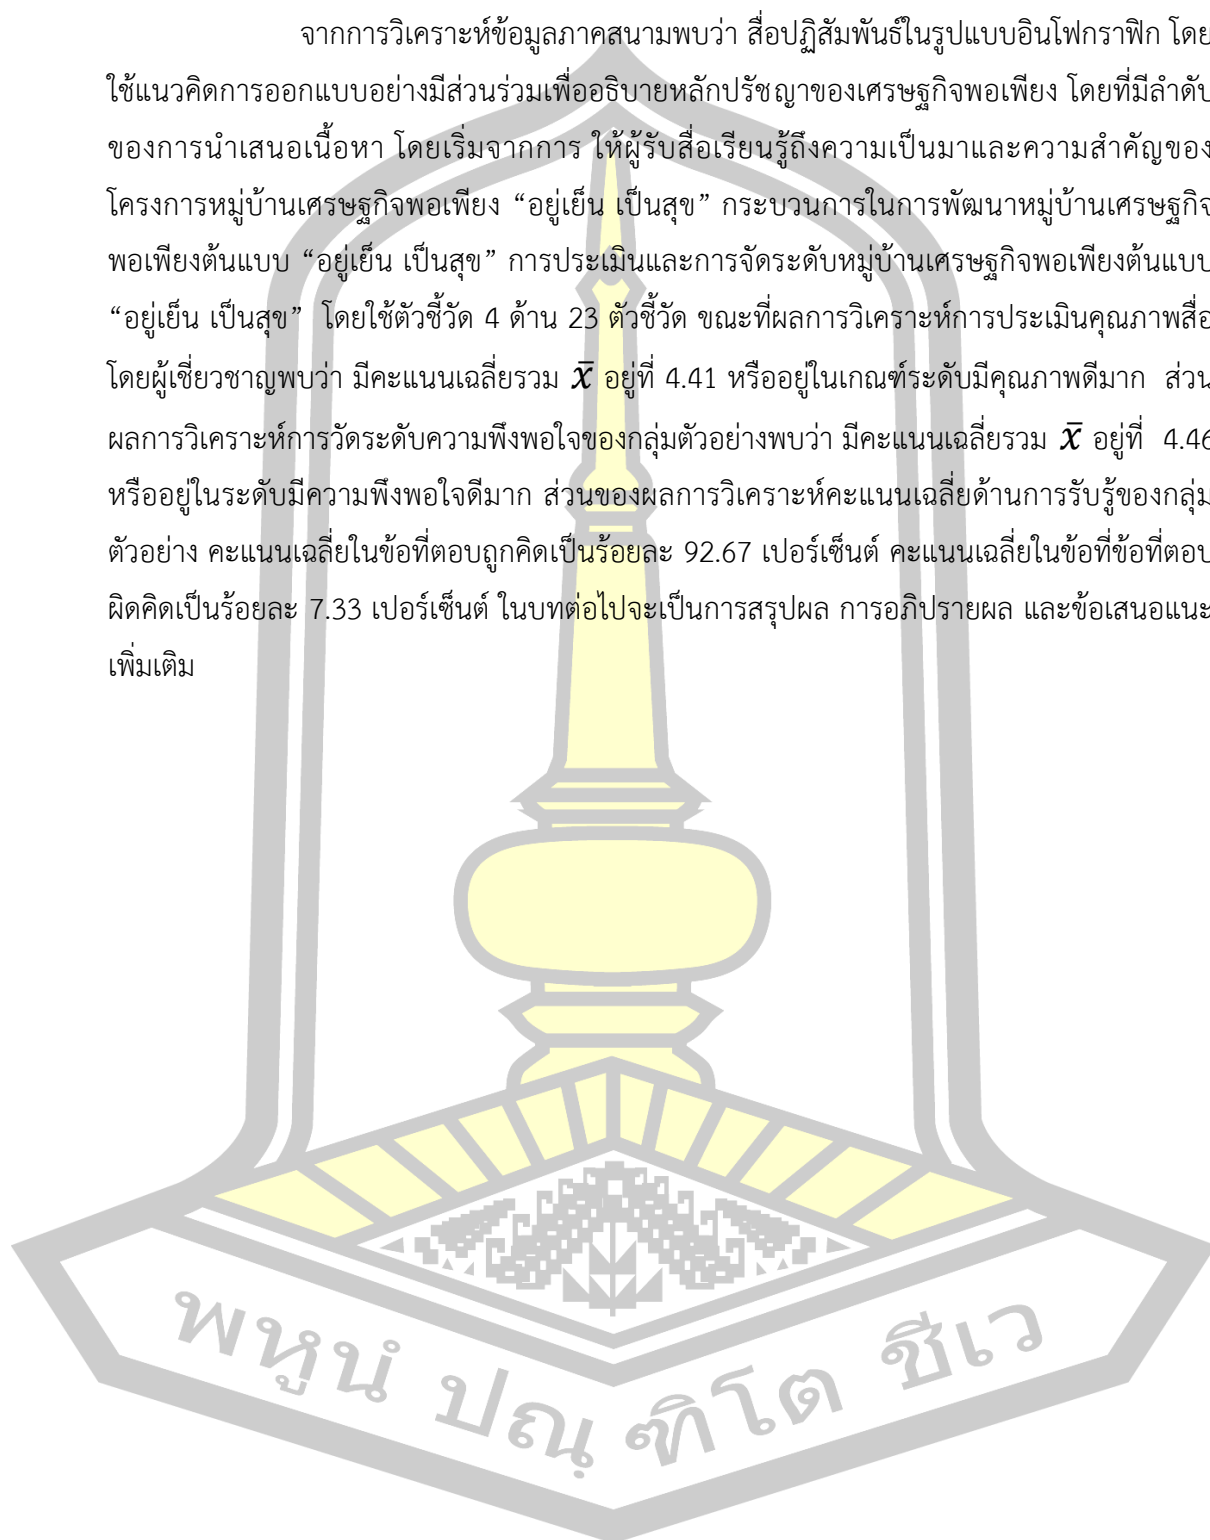 จากการวิเคราะห์ข้อมูลภาคสนามพบว่า สื่อปฏิสัมพันธ์ในรูปแบบอินโฟกราฟิก โดย
ใช้แนวคิดการออกแบบอย่างมีส่วนร่วมเพื่ออธิบายหลักปรัชญาของเศรษฐกิจพอเพียง โดยที่มีลำดับ
ของการนำเสนอเนื้อหา โดยเริ่มจากการ ให้ผู้รับสื่อเรียนรู้ถึงความเป็นมาและความสำคัญของ
โครงการหมู่บ้านเศรษฐกิจพอเพียง “อยู่เย็น เป็นสุข” กระบวนการในการพัฒนาหมู่บ้านเศรษฐกิจ
พอเพียงต้นแบบ “อยู่เย็น เป็นสุข” การประเมินและการจัดระดับหมู่บ้านเศรษฐกิจพอเพียงต้นแบบ
“อยู่เย็น เป็นสุข” โดยใช้ตัวชี้วัด 4 ด้าน 23 ตัวชี้วัด ขณะที่ผลการวิเคราะห์การประเมินคุณภาพสื่อ
โดยผู้เชี่ยวชาญพบว่า มีคะแนนเฉลี่ยรวม x̄ อยู่ที่ 4.41 หรืออยู่ในเกณฑ์ระดับมีคุณภาพดีมาก ส่วน
ผลการวิเคราะห์การวัดระดับความพึงพอใจของกลุ่มตัวอย่างพบว่า มีคะแนนเฉลี่ยรวม x̄ อยู่ที่ 4.46
หรืออยู่ในระดับมีความพึงพอใจดีมาก ส่วนของผลการวิเคราะห์คะแนนเฉลี่ยด้านการรับรู้ของกลุ่ม
ตัวอย่าง คะแนนเฉลี่ยในข้อที่ตอบถูกคิดเป็นร้อยละ 92.67 เปอร์เซ็นต์ คะแนนเฉลี่ยในข้อที่ข้อที่ตอบ
ผิดคิดเป็นร้อยละ 7.33 เปอร์เซ็นต์ ในบทต่อไปจะเป็นการสรุปผล การอภิปรายผล และข้อเสนอแนะ
เพิ่มเติม
พหูนํ ปณฺฑิโต ชีเว